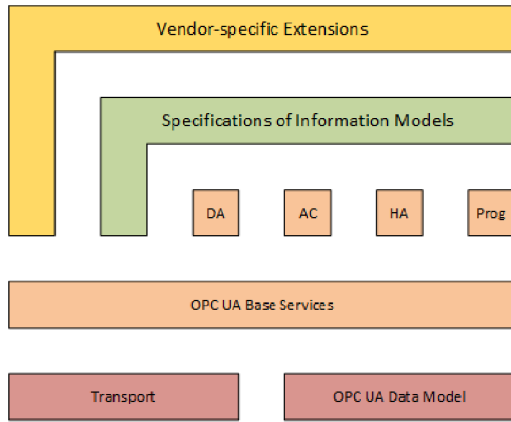 Vendor-specific Extensions
Specifications of Information Models
DA AC HA Prog
OPC UA Base Services
Transport OPC UA Data Model